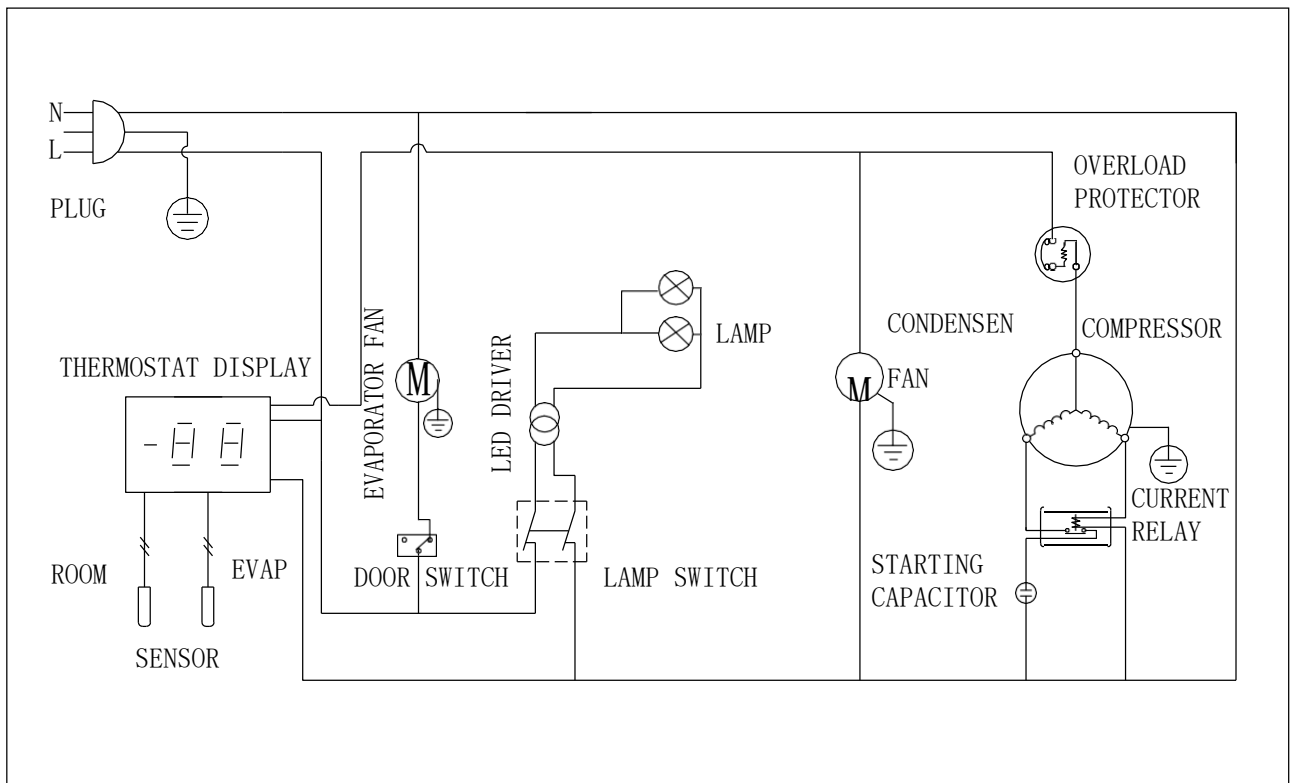 N
L
PLUG
OVERLOAD
PROTECTOR
EVAPORATOR FAN
LED DRIVER
LAMP
CONDENSEN
COMPRESSOR
THERMOSTAT DISPLAY
M
M
FAN
-88
CURRENT
RELAY
ROOM
EVAP
DOOR SWITCH
LAMP SWITCH
STARTING
CAPACITOR
SENSOR